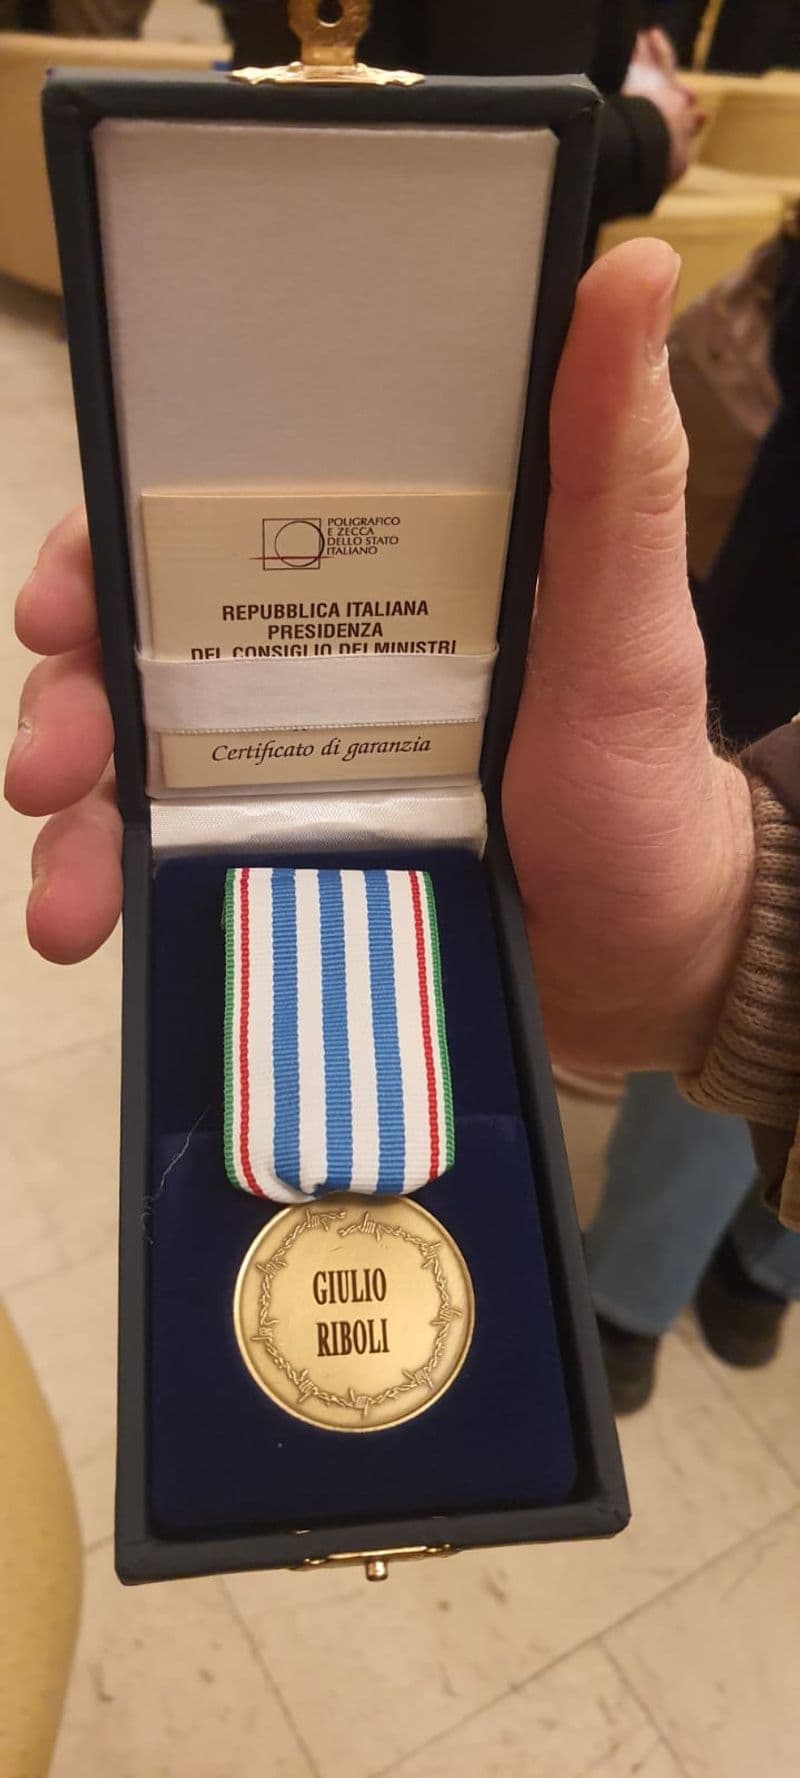 POLIGRAFICO
E ZECCA
DELLO STATO
ITALIANO
REPUBBLICA ITALIANA
PRESIDENZA
DEL CONSIGLIO DEI MINISTRI
Certificato di garanzia
GIULIO
RIBOLI